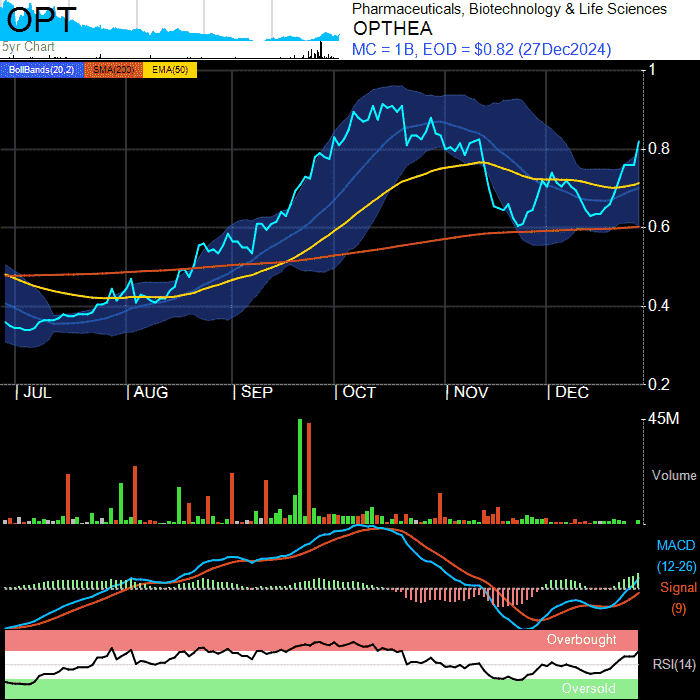 OPT
5yr Chart
Pharmaceuticals, Biotechnology & Life Sciences
OPTHEA
MC = 1B, EOD = $0.82 (27Dec2024)
BollBands(20,2) SMA(200) EMA(50)
1
0.8
0.6
0.4
0.2
JUL AUG SEP OCT NOV DEC
45M
Volume
MACD
(12-26)
Signal
(9)
Overbought
RSI(14)
Oversold